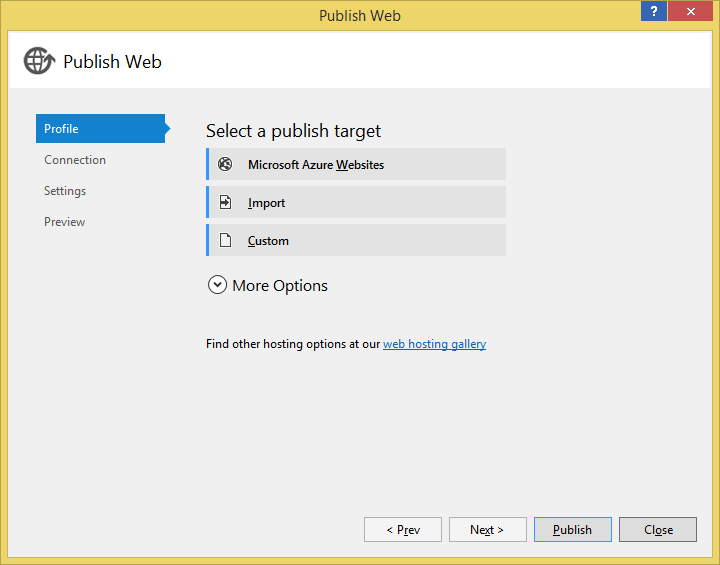 Publish Web
?
Publish Web
Profile
Connection
Settings
Preview
Select a publish target
Microsoft Azure Websites
Import
Custom
More Options
Find other hosting options at our web hosting gallery
< Prev
Next >
Publish
Close